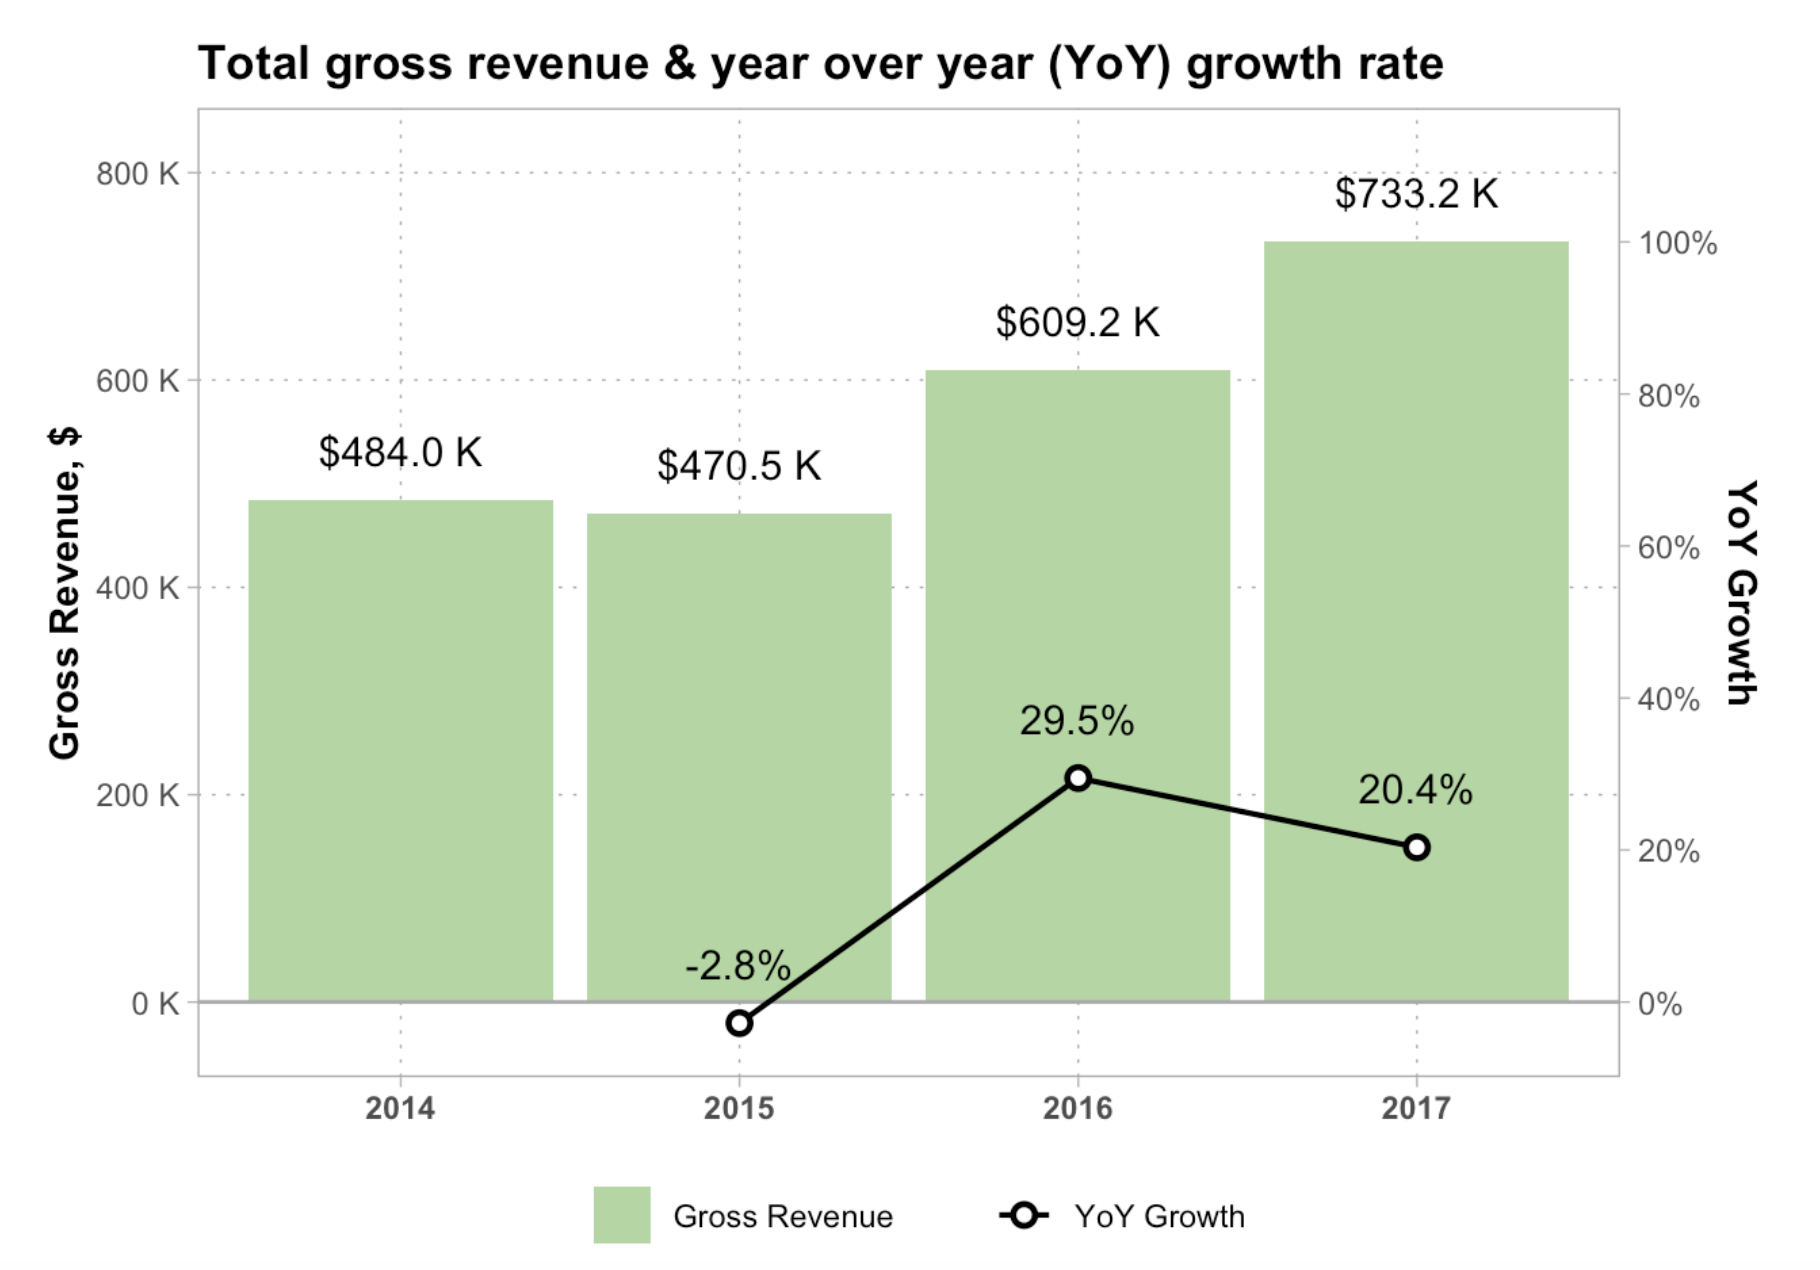 Total gross revenue & year over year (YoY) growth rate
Gross Revenue, $
800 K
600 K
400 K
200 K
0 K
$484.0 K
$470.5 K
$609.2 K
$733.2 K
-2.8%
29.5%
20.4%
100%
80%
60%
40%
20%
0%
YoY Growth
2014 2015 2016 2017
Gross Revenue YoY Growth